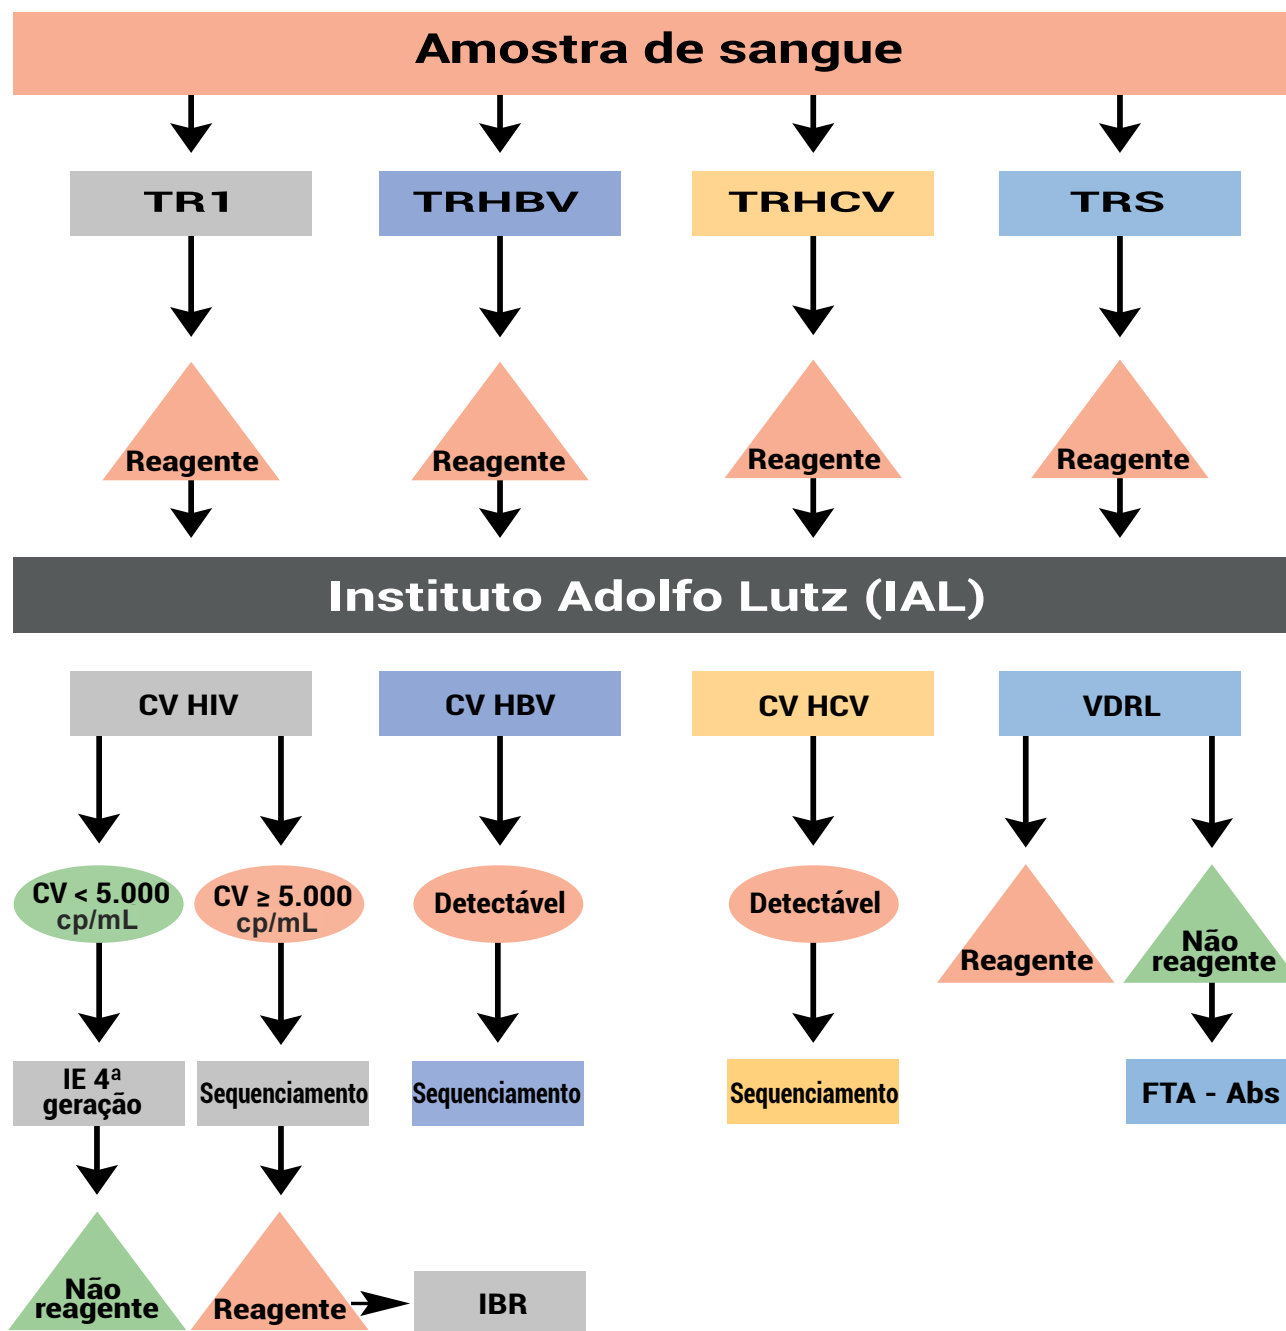 Amostra de sangue
TR1
TRHBV
TRHCV
TRS
Reagente
Reagente
Reagente
Reagente
Instituto Adolfo Lutz (IAL)
CV HIV
CV HBV
CV HCV
VDRL
CV < 5.000
cp/mL
CV ≥ 5.000
cp/mL
Detectável
Detectável
Reagente
Não
reagente
IE 4ª
geração
Sequenciamento
Sequenciamento
Sequenciamento
FTA - Abs
Não
reagente
Reagente
IBR